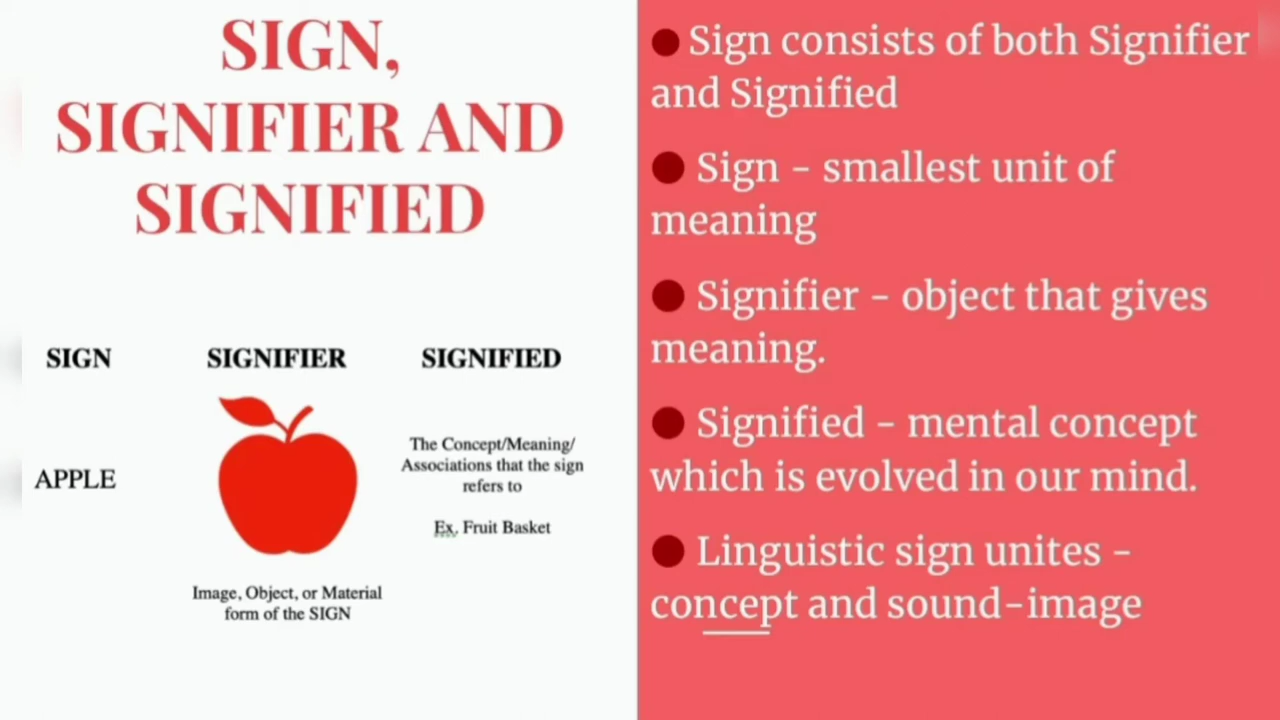 SIGN,
SIGNIFIER AND
SIGNIFIED
SIGN
SIGNIFIER
SIGNIFIED
APPLE
The Concept/Meaning/
Associations that the sign
refers to
Ex. Fruit Basket
Image, Object, or Material
form of the SIGN
● Sign consists of both Signifier
and Signified
● Sign - smallest unit of
meaning
● Signifier - object that gives
meaning.
● Signified - mental concept
which is evolved in our mind.
● Linguistic sign unites -
concept and sound-image